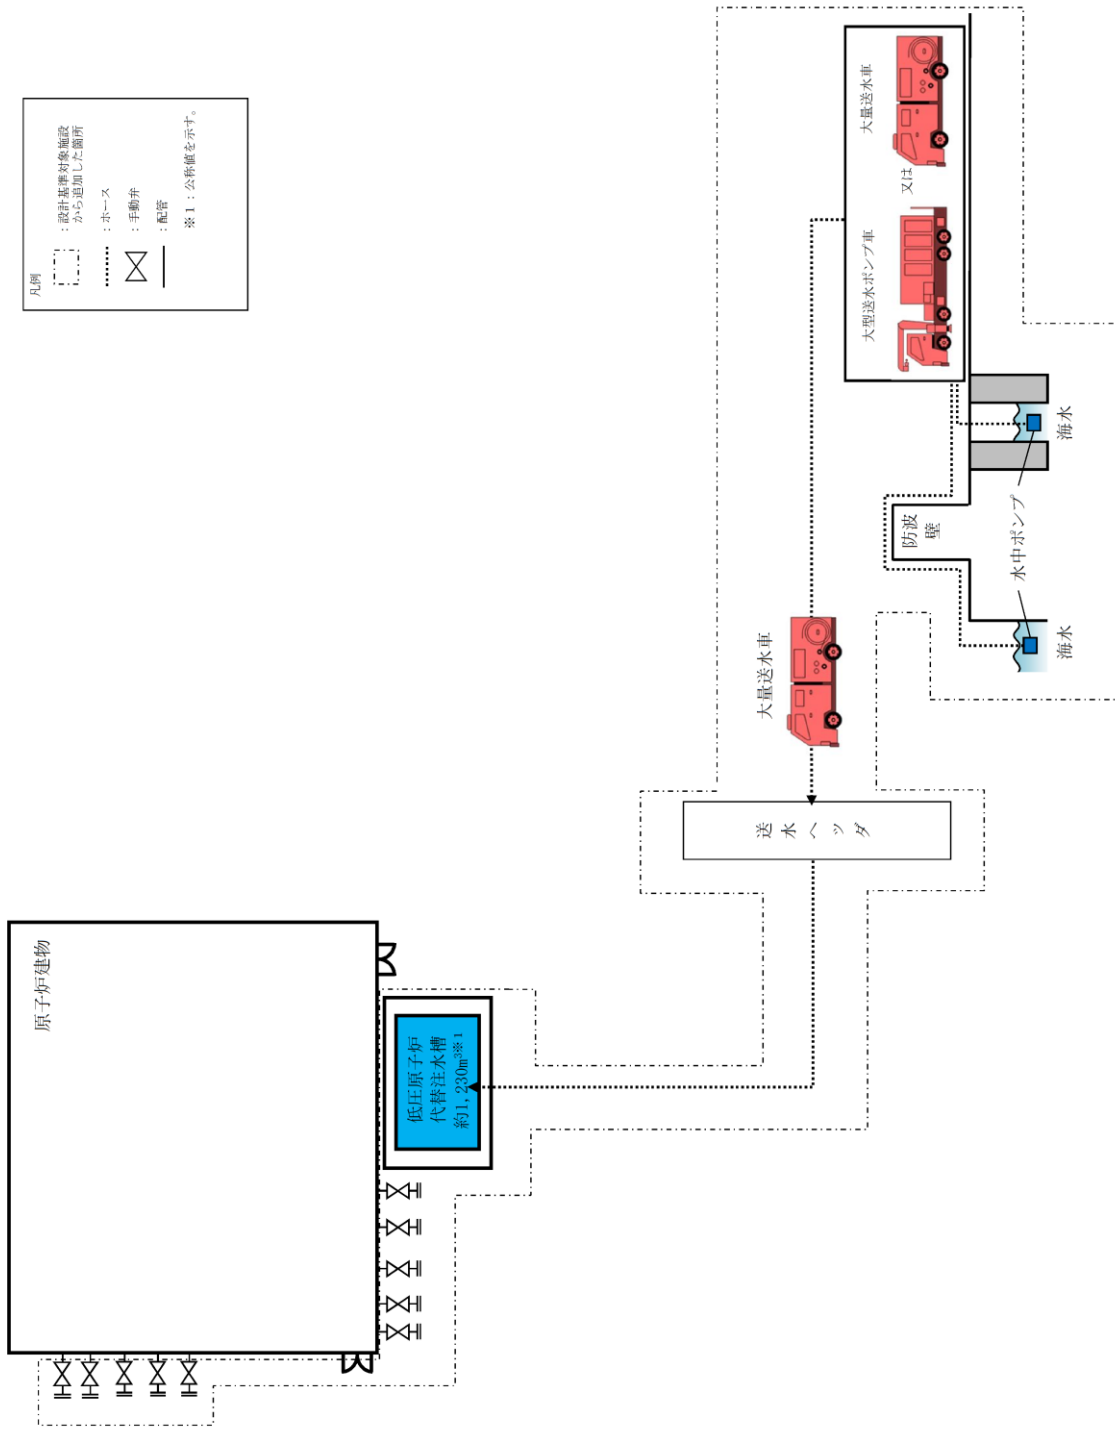 原子炉建物
低圧原子炉
代替注水槽
約1,230m³※1
送水ヘッダ
大量送水車
防波
壁
海水
水中ポンプ
海水
大型送水ポンプ車
又は
大量送水車
凡例
：設計基準対象施設
から追加した箇所
：ホース
：手動弁
：配管
※1：公称値を示す。